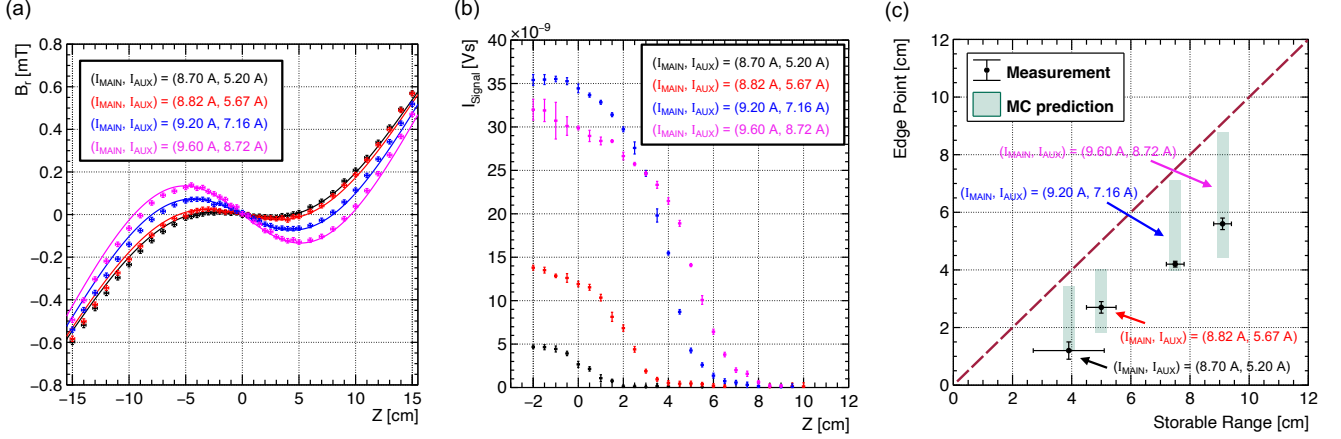 (a)
B_r [mT]
0.8
0.6
0.4
0.2
0
−0.2
−0.4
−0.6
−0.8
(I_MAIN, I_AUX) = (8.70 A, 5.20 A)
(I_MAIN, I_AUX) = (8.82 A, 5.67 A)
(I_MAIN, I_AUX) = (9.20 A, 7.16 A)
(I_MAIN, I_AUX) = (9.60 A, 8.72 A)
−15 −10 −5 0 5 10 15
Z [cm]
(b)
×10⁻⁹
I_Signal [Vs]
40
35
30
25
20
15
10
5
0
(I_MAIN, I_AUX) = (8.70 A, 5.20 A)
(I_MAIN, I_AUX) = (8.82 A, 5.67 A)
(I_MAIN, I_AUX) = (9.20 A, 7.16 A)
(I_MAIN, I_AUX) = (9.60 A, 8.72 A)
−2 0 2 4 6 8 10 12
Z [cm]
(c)
Edge Point [cm]
12
10
8
6
4
2
0
Measurement
MC prediction
(I_MAIN, I_AUX) = (9.60 A, 8.72 A)
(I_MAIN, I_AUX) = (9.20 A, 7.16 A)
(I_MAIN, I_AUX) = (8.82 A, 5.67 A)
(I_MAIN, I_AUX) = (8.70 A, 5.20 A)
0 2 4 6 8 10 12
Storable Range [cm]